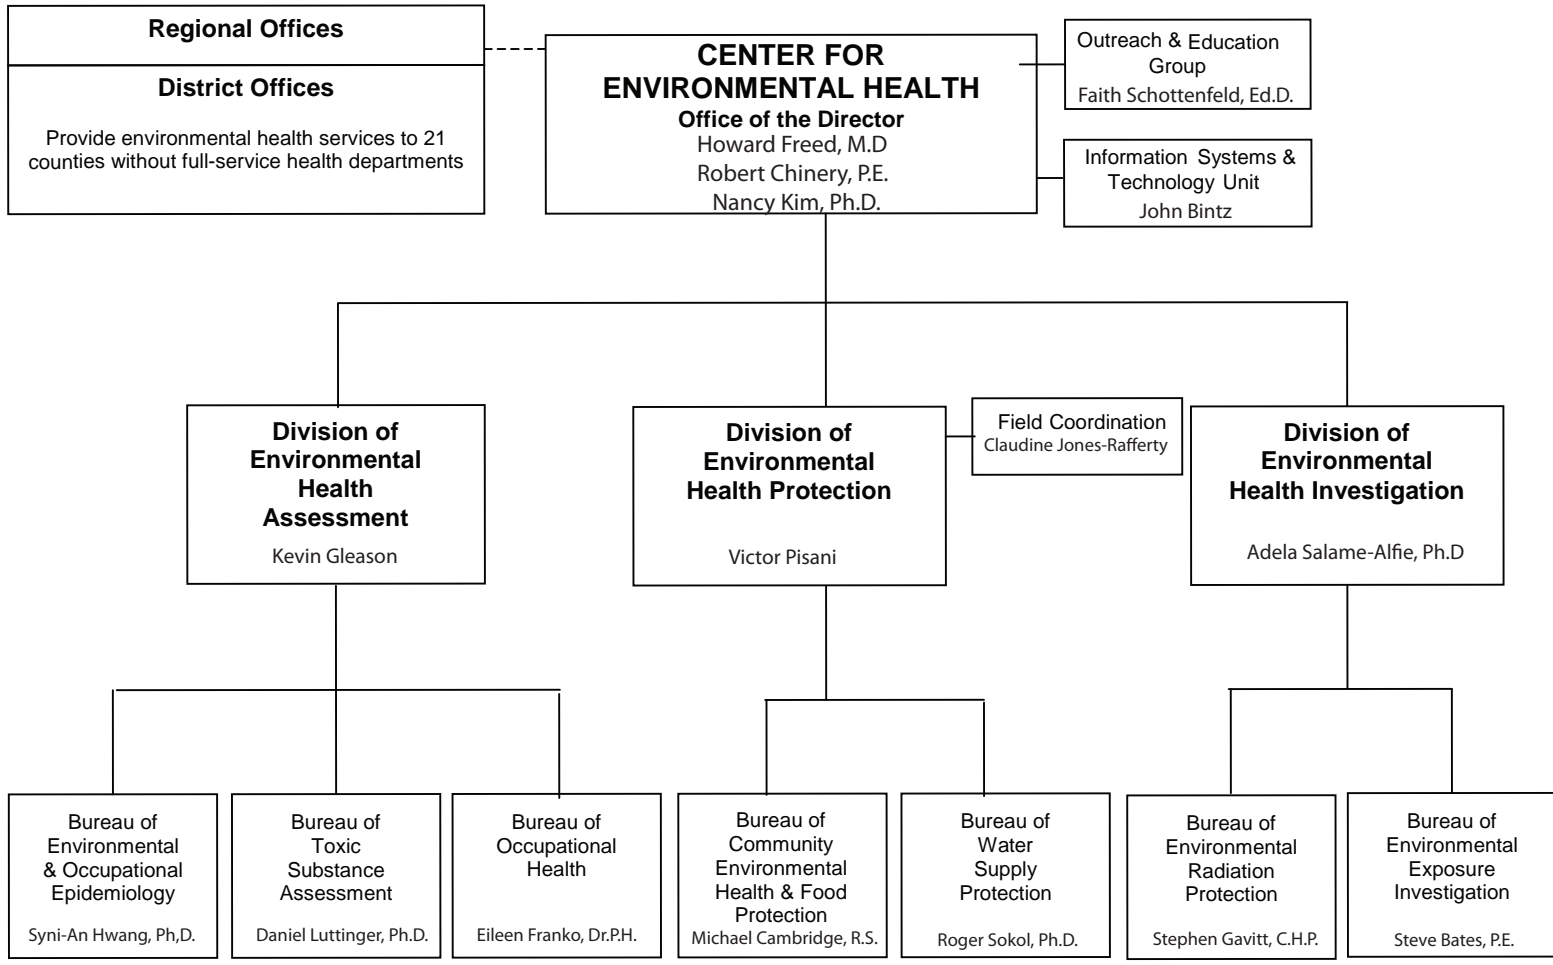 Regional Offices
District Offices
Provide environmental health services to 21
counties without full-service health departments
CENTER FOR
ENVIRONMENTAL HEALTH
Office of the Director
Howard Freed, M.D
Robert Chinery, P.E.
Nancy Kim, Ph.D.
Outreach & Education
Group
Faith Schottenfeld, Ed.D.
Information Systems &
Technology Unit
John Bintz
Division of
Environmental
Health
Assessment
Kevin Gleason
Division of
Environmental
Health Protection
Victor Pisani
Field Coordination
Claudine Jones-Rafferty
Division of
Environmental
Health Investigation
Adela Salame-Alfie, Ph.D
Bureau of
Environmental
& Occupational
Epidemiology
Syni-An Hwang, Ph,D.
Bureau of
Toxic
Substance
Assessment
Daniel Luttinger, Ph.D.
Bureau of
Occupational
Health
Eileen Franko, Dr.P.H.
Bureau of
Community
Environmental
Health & Food
Protection
Michael Cambridge, R.S.
Bureau of
Water
Supply
Protection
Roger Sokol, Ph.D.
Bureau of
Environmental
Radiation
Protection
Stephen Gavitt, C.H.P.
Bureau of
Environmental
Exposure
Investigation
Steve Bates, P.E.